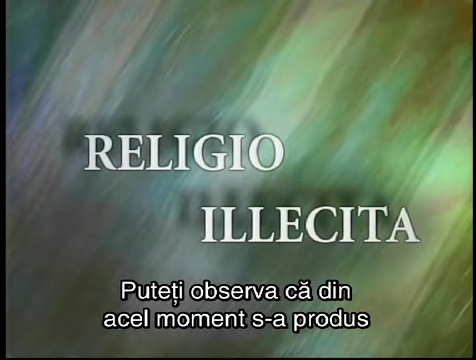 RELIGIO
ILLECITA
Puteți observa că din
acel moment s-a produs